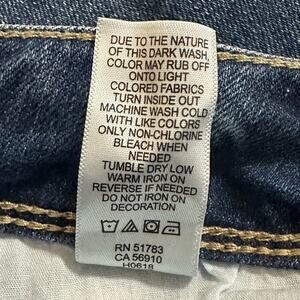 DUE TO THE NATURE
OF THIS DARK WASH,
COLOR MAY RUB OFF
ONTO LIGHT
COLORED FABRICS
TURN INSIDE OUT
MACHINE WASH COLD
WITH LIKE COLORS
ONLY NON-CHLORINE
BLEACH WHEN
NEEDED
TUMBLE DRY LOW
WARM IRON ON
REVERSE IF NEEDED
DO NOT IRON ON
DECORATION
RN 51783
CA 56910
H0618